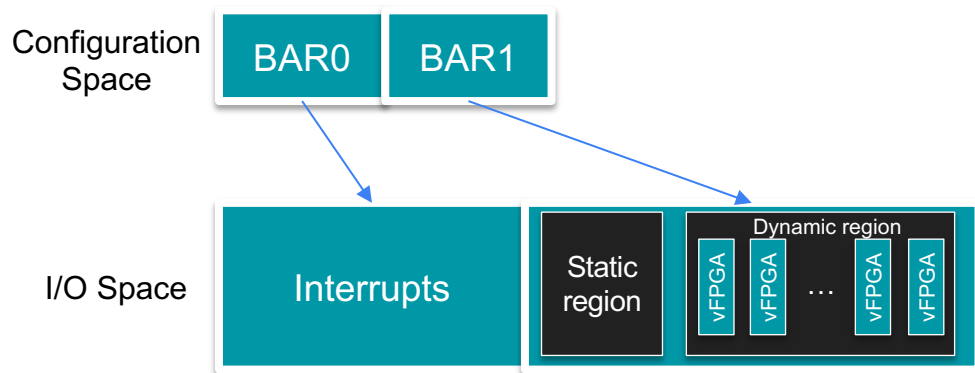 Configuration
Space
BAR0
BAR1
I/O Space
Interrupts
Static
region
Dynamic region
vFPGA
vFPGA
...
vFPGA
vFPGA